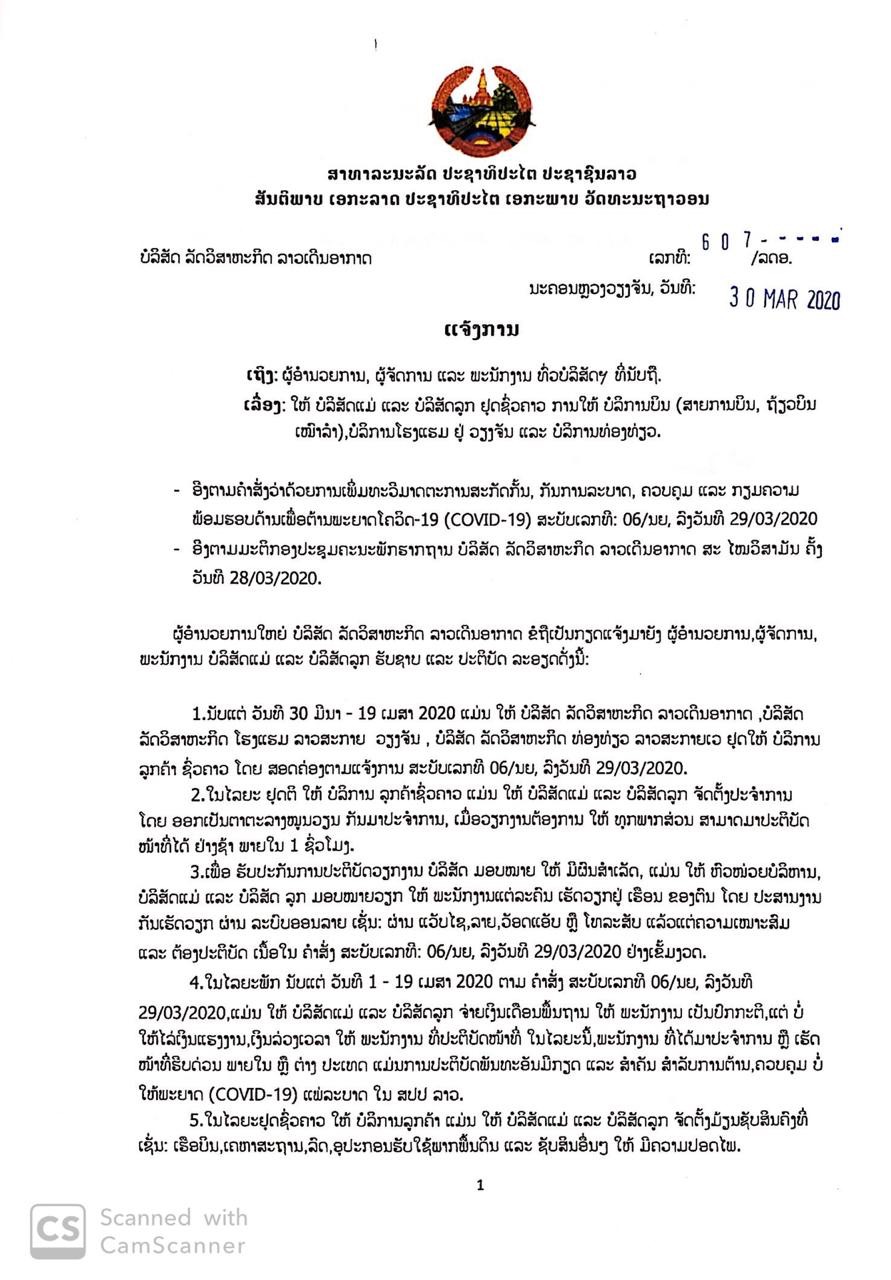 ສາທາລະນະລັດ ປະຊາທິປະໄຕ ປະຊາຊົນລາວ
ສັນຕິພາບ ເອກະລາດ ປະຊາທິປະໄຕ ເອກະພາບ ວັດທະນະຖາວອນ
ບໍລິສັດ ລັດວິສາຫະກິດ ລາວເດີນອາກາດ ເລກທີ: 607 /ລດອ.
ນະຄອນຫຼວງວຽງຈັນ, ວັນທີ: 30 MAR 2020
ແຈ້ງການ
ເຖິງ: ຜູ້ອໍານວຍການ, ຜູ້ຈັດການ ແລະ ພະນັກງານ ທົ່ວບໍລິສັດໆ ທີ່ນັບຖື.
ເລື່ອງ: ໃຫ້ ບໍລິສັດແມ່ ແລະ ບໍລິສັດລູກ ຢຸດຊົ່ວຄາວ ການໃຫ້ ບໍລິການບິນ (ສາຍການບິນ, ຖ້ຽວບິນ
ເໝົາລໍາ),ບໍລິການໂຮງແຮມ ຢູ່ ວຽງຈັນ ແລະ ບໍລິການທ່ອງທ່ຽວ.
- ອີງຕາມຄໍາສັ່ງວ່າດ້ວຍການເພີ່ມທະວີມາດຕະການສະກັດກັ້ນ, ກັນການລະບາດ, ຄວບຄຸມ ແລະ ກຽມຄວາມ
ພ້ອມຮອບດ້ານເພື່ອຕ້ານພະຍາດໂຄວິດ-19 (COVID-19) ສະບັບເລກທີ: 06/ນຍ, ລົງວັນທີ 29/03/2020
- ອີງຕາມມະຕິກອງປະຊຸມຄະນະພັກຮາກຖານ ບໍລິສັດ ລັດວິສາຫະກິດ ລາວເດີນອາກາດ ສະ ໄໝວິສາມັນ ຄັ້ງ
ວັນທີ 28/03/2020.
ຜູ້ອໍານວຍການໃຫຍ່ ບໍລິສັດ ລັດວິສາຫະກິດ ລາວເດີນອາກາດ ຂໍຖືເປັນກຽດແຈ້ງມາຍັງ ຜູ້ອໍານວຍການ,ຜູ້ຈັດການ,
ພະນັກງານ ບໍລິສັດແມ່ ແລະ ບໍລິສັດລູກ ຮັບຊາບ ແລະ ປະຕິບັດ ລະອຽດດັ່ງນີ້:
1.ນັບແຕ່ ວັນທີ 30 ມີນາ - 19 ເມສາ 2020 ແມ່ນ ໃຫ້ ບໍລິສັດ ລັດວິສາຫະກິດ ລາວເດີນອາກາດ ,ບໍລິສັດ
ລັດວິສາຫະກິດ ໂຮງແຮມ ລາວສະກາຍ ວຽງຈັນ , ບໍລິສັດ ລັດວິສາຫະກິດ ທ່ອງທ່ຽວ ລາວສະກາຍເວ ຢຸດໃຫ້ ບໍລິການ
ລູກຄ້າ ຊົ່ວຄາວ ໂດຍ ສອດຄ່ອງຕາມແຈ້ງການ ສະບັບເລກທີ 06/ນຍ, ລົງວັນທີ 29/03/2020.
2.ໃນໄລຍະ ຢຸດຕິ ໃຫ້ ບໍລິການ ລູກຄ້າຊົ່ວຄາວ ແມ່ນ ໃຫ້ ບໍລິສັດແມ່ ແລະ ບໍລິສັດລູກ ຈັດຕັ້ງປະຈໍາການ
ໂດຍ ອອກເປັນຕາຕະລາງໝູນວຽນ ກັນມາປະຈໍາການ, ເມື່ອວຽກງານຕ້ອງການ ໃຫ້ ທຸກພາກສ່ວນ ສາມາດມາປະຕິບັດ
ໜ້າທີ່ໄດ້ ຢ່າງຊ້າ ພາຍໃນ 1 ຊົ່ວໂມງ.
3.ເພື່ອ ຮັບປະກັນການປະຕິບັດວຽກງານ ບໍລິສັດ ມອບໝາຍ ໃຫ້ ມີຜົນສໍາເລັດ, ແມ່ນ ໃຫ້ ຫົວໜ່ວຍບໍລິຫານ,
ບໍລິສັດແມ່ ແລະ ບໍລິສັດ ລູກ ມອບໝາຍວຽກ ໃຫ້ ພະນັກງານແຕ່ລະຄົນ ເຮັດວຽກຢູ່ ເຮືອນ ຂອງຕົນ ໂດຍ ປະສານງານ
ກັນເຮັດວຽກ ຜ່ານ ລະບົບອອນລາຍ ເຊັ່ນ: ຜ່ານ ແວັບໄຊ,ລາຍ,ວັອດແອັບ ຫຼື ໂທລະສັບ ແລ້ວແຕ່ຄວາມເໝາະສົມ
ແລະ ຕ້ອງປະຕິບັດ ເນື້ອໃນ ຄໍາສັ່ງ ສະບັບເລກທີ: 06/ນຍ, ລົງວັນທີ 29/03/2020 ຢ່າງເຂັ້ມງວດ.
4.ໃນໄລຍະພັກ ນັບແຕ່ ວັນທີ 1 - 19 ເມສາ 2020 ຕາມ ຄໍາສັ່ງ ສະບັບເລກທີ 06/ນຍ, ລົງວັນທີ
29/03/2020,ແມ່ນ ໃຫ້ ບໍລິສັດແມ່ ແລະ ບໍລິສັດລູກ ຈ່າຍເງິນເດືອນພື້ນຖານ ໃຫ້ ພະນັກງານ ເປັນປົກກະຕິ,ແຕ່ ບໍ່
ໃຫ້ໄລ່ເງິນແຮງງານ,ເງິນລ່ວງເວລາ ໃຫ້ ພະນັກງານ ທີ່ປະຕິບັດໜ້າທີ່ ໃນໄລຍະນີ້,ພະນັກງານ ທີ່ໄດ້ມາປະຈໍາການ ຫຼື ເຮັດ
ໜ້າທີ່ຮີບດ່ວນ ພາຍໃນ ຫຼື ຕ່າງ ປະເທດ ແມ່ນການປະຕິບັດພັນທະອັນມີກຽດ ແລະ ສໍາຄັນ ສໍາລັບການຕ້ານ,ຄວບຄຸມ ບໍ່
ໃຫ້ພະຍາດ (COVID-19) ແຜ່ລະບາດ ໃນ ສປປ ລາວ.
5.ໃນໄລຍະຢຸດຊົ່ວຄາວ ໃຫ້ ບໍລິການລູກຄ້າ ແມ່ນ ໃຫ້ ບໍລິສັດແມ່ ແລະ ບໍລິສັດລູກ ຈັດຕັ້ງມ້ຽນຊັບສິນຄົງທີ່
ເຊັ່ນ: ເຮືອບິນ,ເຄຫາສະຖານ,ລົດ,ອຸປະກອນຮັບໃຊ້ພາກພື້ນດິນ ແລະ ຊັບສິນອື່ນໆ ໃຫ້ ມີຄວາມປອດໄພ.
1
CS Scanned with
CamScanner